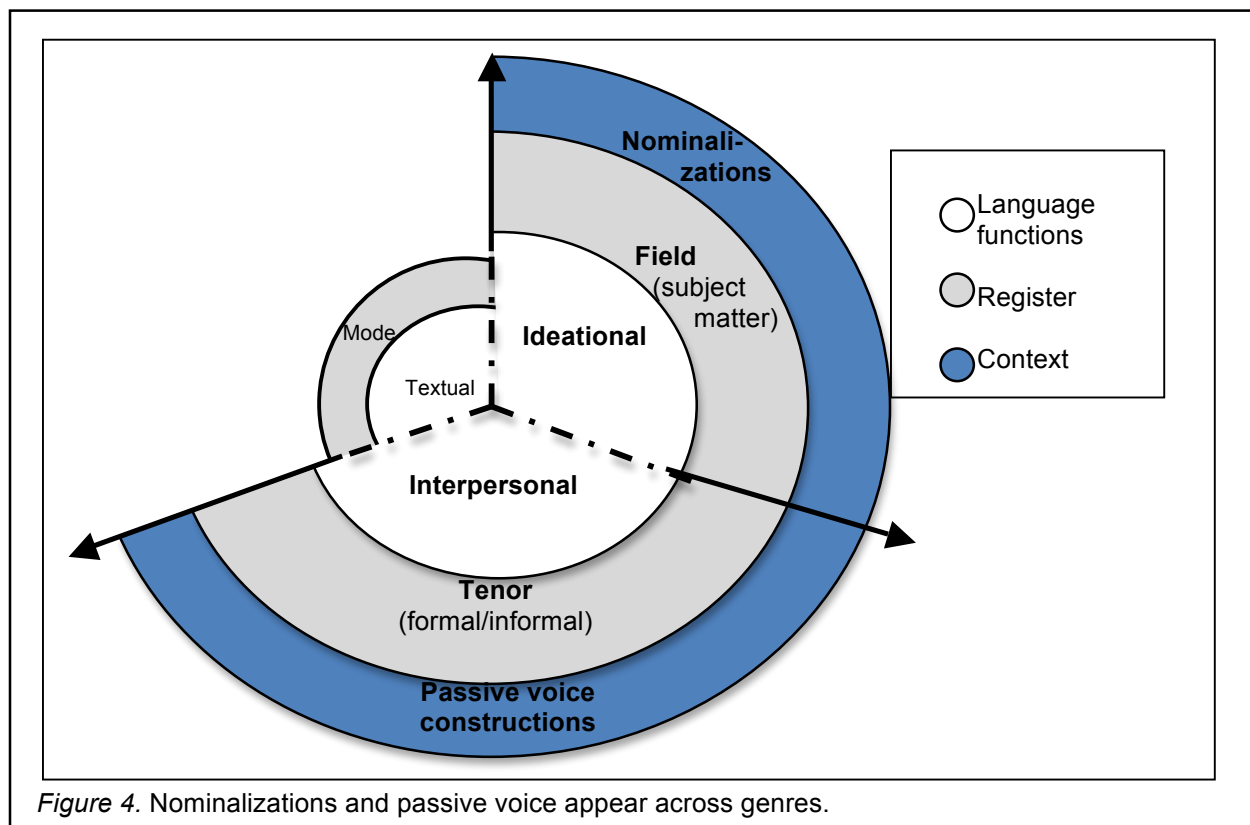 Nominali-
zations
Language
functions
Register
Context
Field
(subject
matter)
Mode
Ideational
Textual
Interpersonal
Tenor
(formal/informal)
Passive voice
constructions
Figure 4. Nominalizations and passive voice appear across genres.